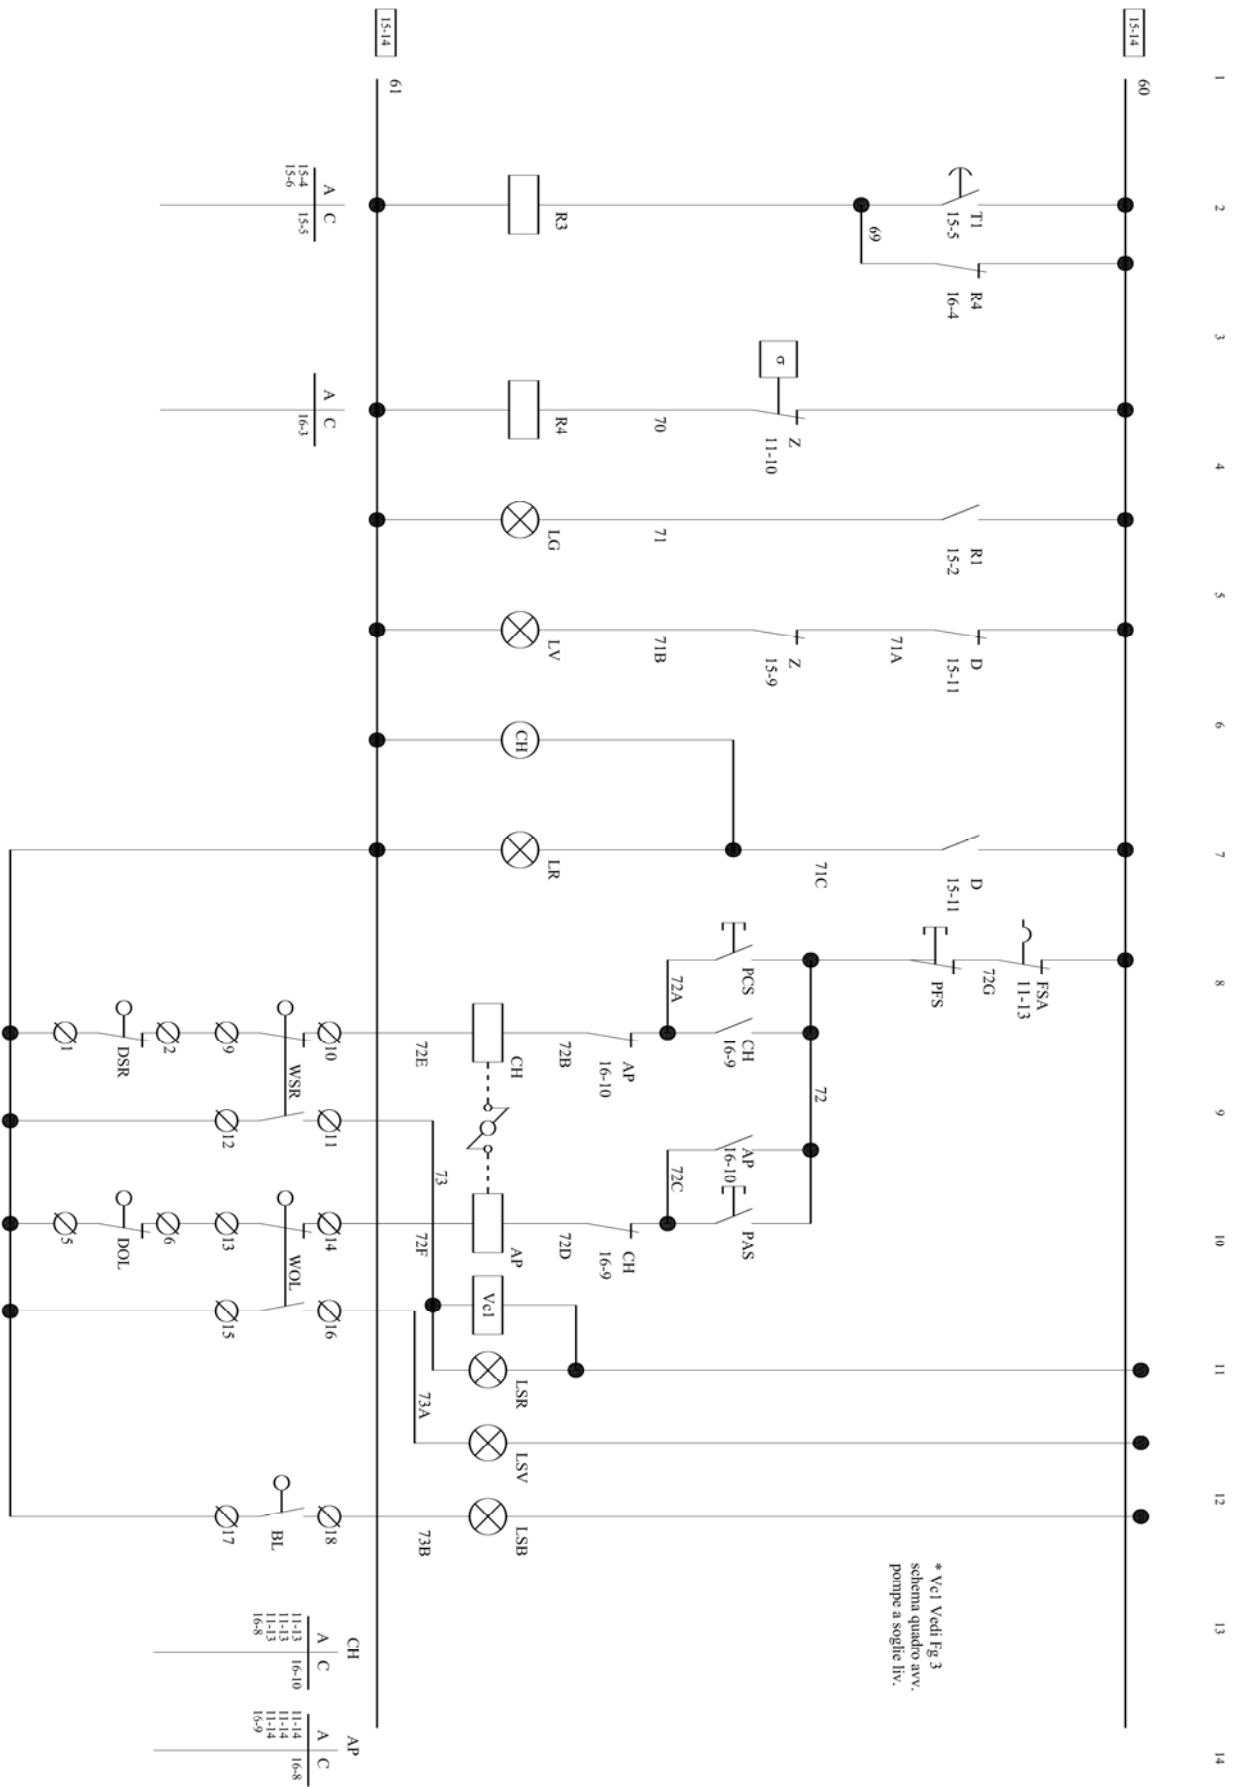 1
2
3
4
5
6
7
8
9
10
11
12
13
14
15-14
60
T1
15-5
R4
16-4
69
Z
11-10
σ
R1
15-2
D
15-11
71A
Z
15-9
D
15-11
71C
FSA
11-13
72G
PFS
PCS
72A
CH
16-9
72
AP
16-10
72C
PAS
* Vc1 Vedi Fg 3
schema quadro avv.
pompe a soglie liv.
R3
70
R4
71
LG
71B
LV
CH
LR
AP
16-10
72B
CH
72E
CH
16-9
72D
AP
72F
73
Vc1
LSR
73A
LSV
LSB
73B
15-14
61
A C
15-4 15-5
15-6
A C
16-3
10
WSR
9
2
DSR
1
11
12
14
WOL
13
6
DOL
5
16
15
18
BL
17
CH
A C
11-13 16-10
11-13
11-13
16-8
AP
A C
11-14 16-8
11-14
11-14
16-9